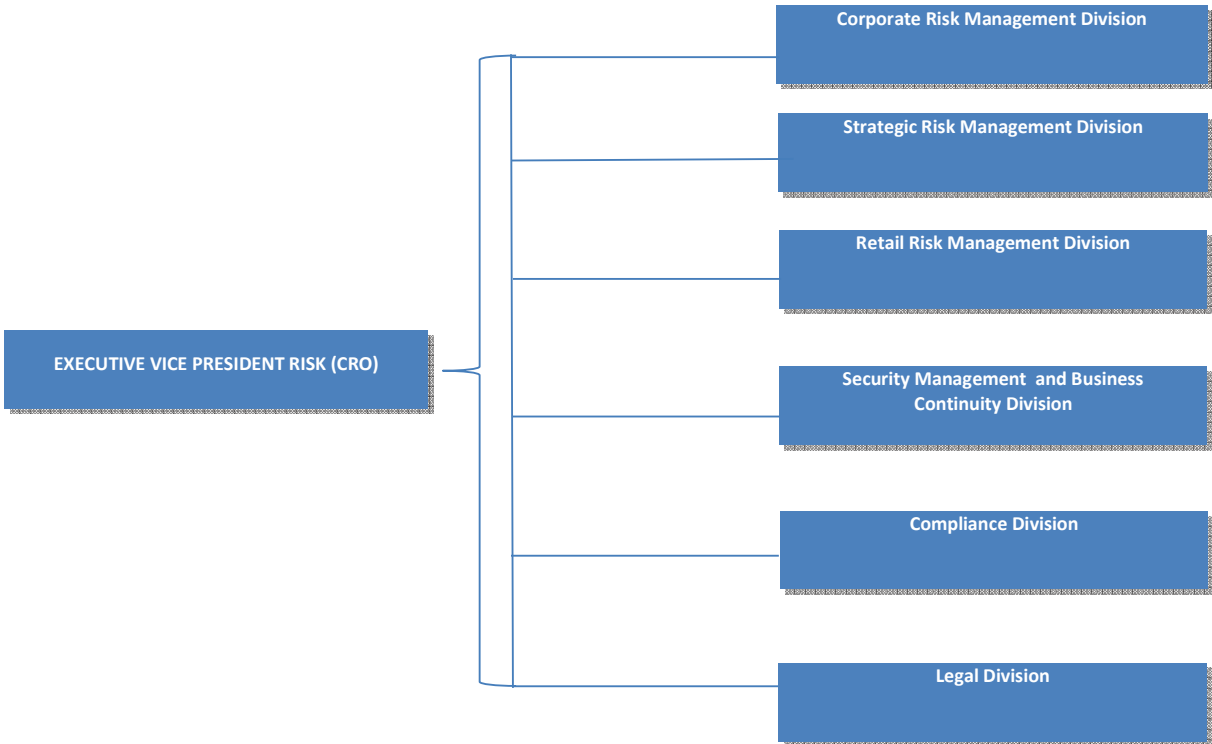 Corporate Risk Management Division
Strategic Risk Management Division
Retail Risk Management Division
EXECUTIVE VICE PRESIDENT RISK (CRO)
Security Management  and Business
Continuity Division
Compliance Division
Legal Division